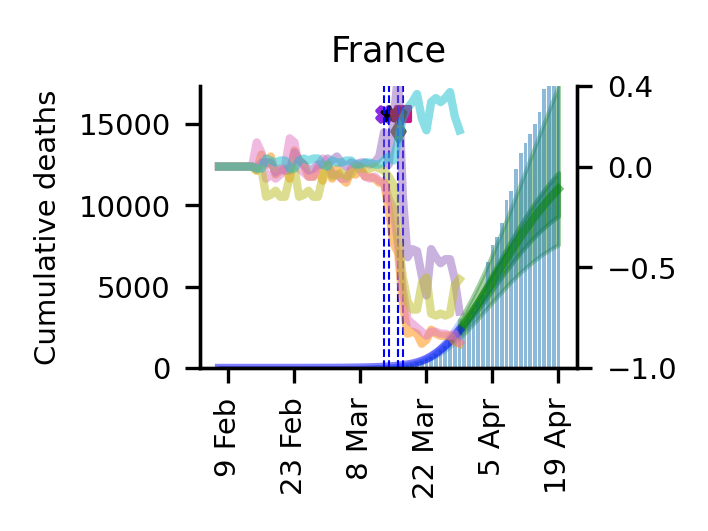 France
Cumulative deaths
15000
10000
5000
0
0.4
0.0
−0.5
−1.0
9 Feb
23 Feb
8 Mar
22 Mar
5 Apr
19 Apr